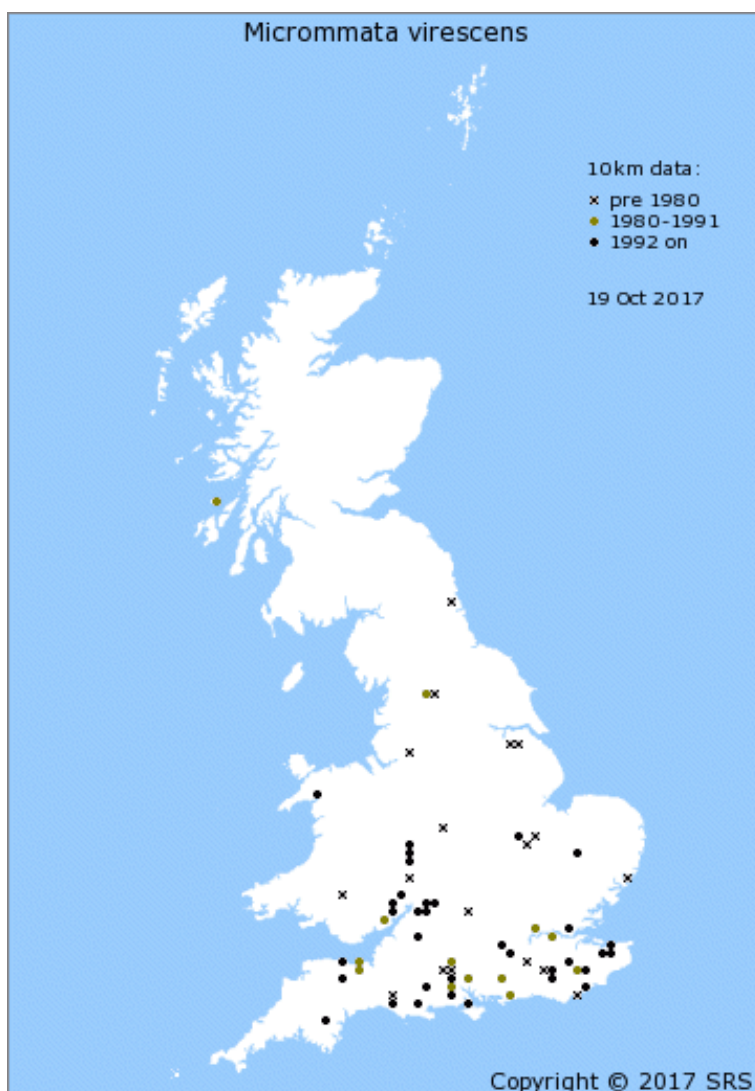 Micrommata virescens
10km data:
pre 1980
1980-1991
1992 on
19 Oct 2017
Copyright © 2017 SRS